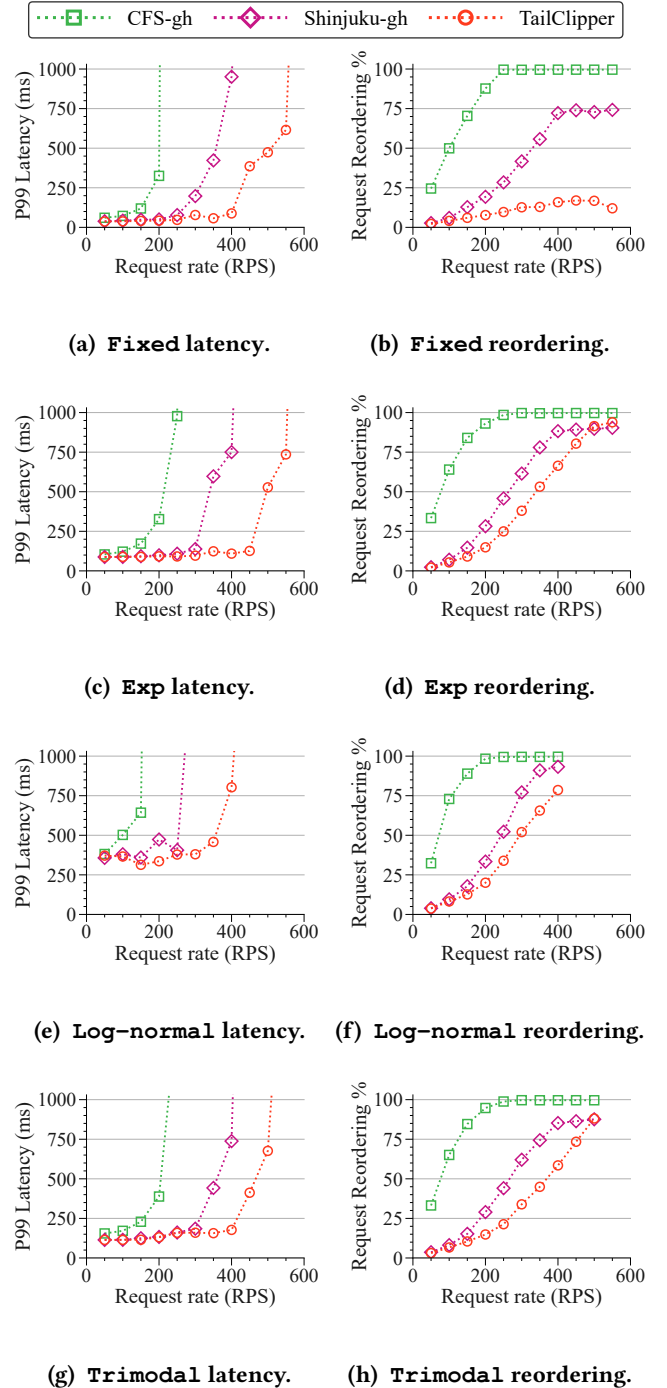 CFS-gh Shinjuku-gh TailClipper
P99 Latency (ms)
1000
750
500
250
0
0 200 400 600
Request rate (RPS)
Request Reordering %
100
75
50
25
0
0 200 400 600
Request rate (RPS)
(a) Fixed latency. (b) Fixed reordering.
P99 Latency (ms)
1000
750
500
250
0
0 200 400 600
Request rate (RPS)
Request Reordering %
100
75
50
25
0
0 200 400 600
Request rate (RPS)
(c) Exp latency. (d) Exp reordering.
P99 Latency (ms)
1000
750
500
250
0
0 200 400 600
Request rate (RPS)
Request Reordering %
100
75
50
25
0
0 200 400 600
Request rate (RPS)
(e) Log-normal latency. (f) Log-normal reordering.
P99 Latency (ms)
1000
750
500
250
0
0 200 400 600
Request rate (RPS)
Request Reordering %
100
75
50
25
0
0 200 400 600
Request rate (RPS)
(g) Trimodal latency. (h) Trimodal reordering.